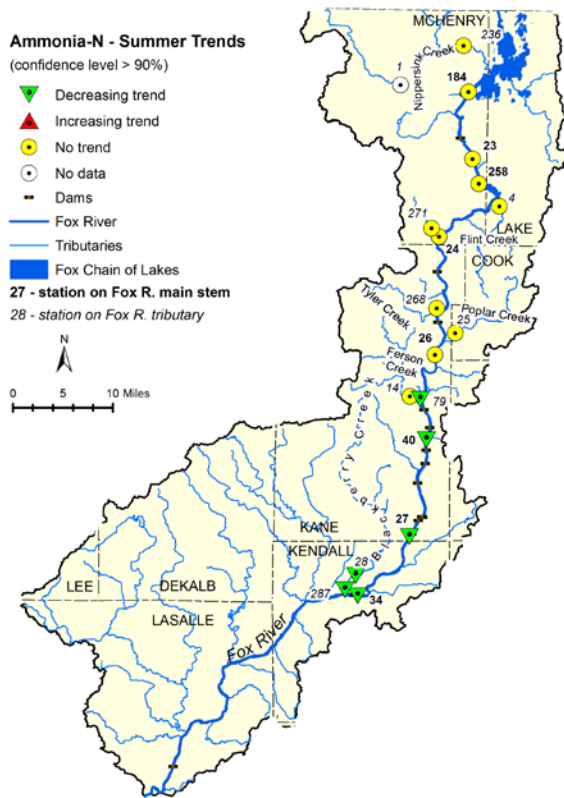 Ammonia-N - Summer Trends
(confidence level > 90%)
Decreasing trend
Increasing trend
No trend
No data
Dams
Fox River
Tributaries
Fox Chain of Lakes
27 - station on Fox R. main stem
28 - station on Fox R. tributary
N
0 5 10 Miles
MCHENRY
236
Nippersink Creek
1
184
23
258
4
271
LAKE
Flint Creek
24
COOK
268
Tyler Creek
Poplar Creek
25
26
Ferson
Creek
14
79
40
Blackberry Creek
27
KANE
KENDALL
28
287
34
LEE
DEKALB
LASALLE
Fox River